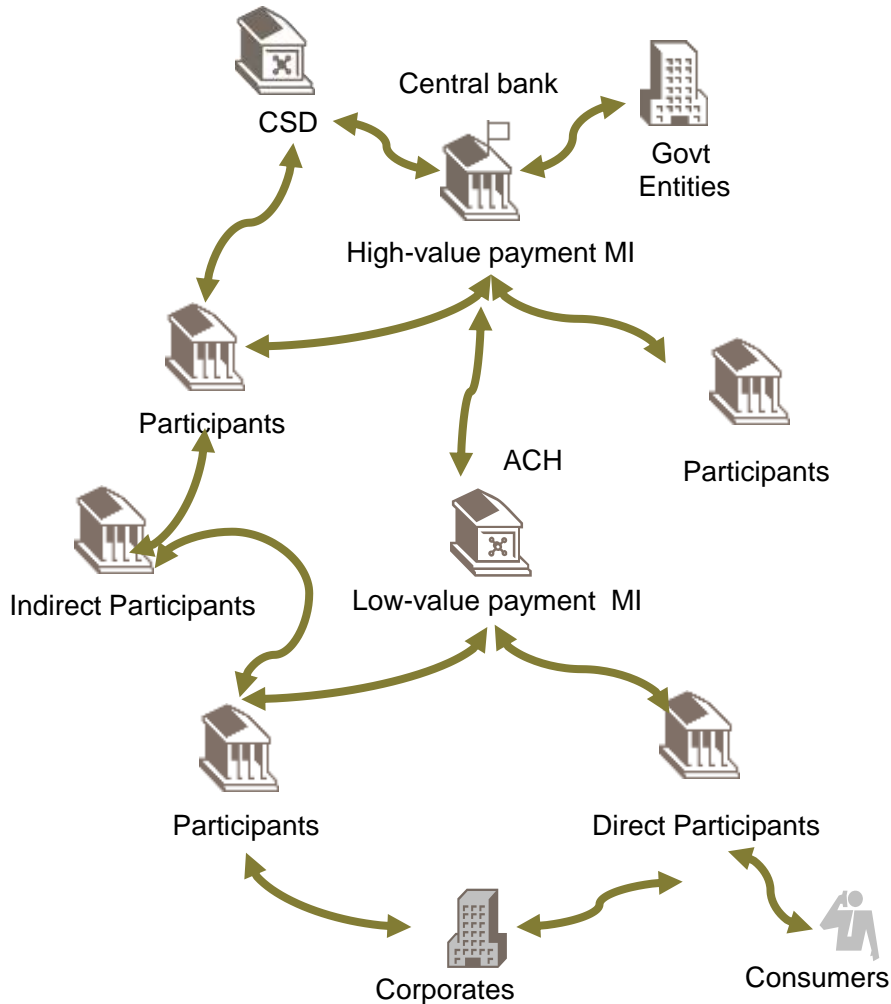 Central bank
CSD
Govt
Entities
High-value payment MI
Participants
ACH
Participants
Indirect Participants
Low-value payment  MI
Participants
Direct Participants
Corporates
Consumers